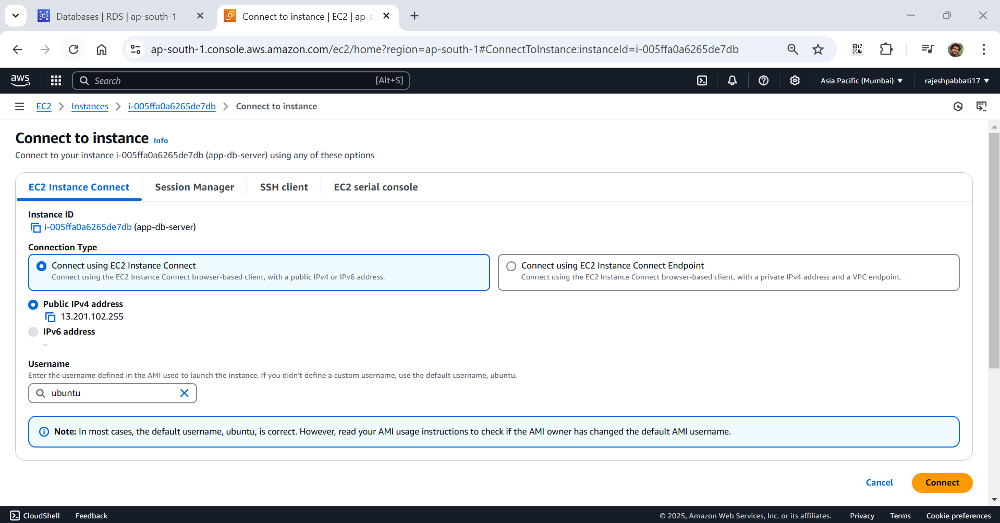 Databases | RDS | ap-south-1
Connect to instance | EC2 | ap-s
ap-south-1.console.aws.amazon.com/ec2/home?region=ap-south-1#ConnectToInstance:instanceId=i-005ffa0a6265de7db
aws
Search
[Alt+S]
Asia Pacific (Mumbai)
rajeshpabbati17
EC2
Instances
i-005ffa0a6265de7db
Connect to instance
Connect to instance Info
Connect to your instance i-005ffa0a6265de7db (app-db-server) using any of these options
EC2 Instance Connect
Session Manager
SSH client
EC2 serial console
Instance ID
i-005ffa0a6265de7db (app-db-server)
Connection Type
Connect using EC2 Instance Connect
Connect using the EC2 Instance Connect browser-based client, with a public IPv4 or IPv6 address.
Connect using EC2 Instance Connect Endpoint
Connect using the EC2 Instance Connect browser-based client, with a private IPv4 address and a VPC endpoint.
Public IPv4 address
13.201.102.255
IPv6 address
–
Username
Enter the username defined in the AMI used to launch the instance. If you didn't define a custom username, use the default username, ubuntu.
ubuntu
Note: In most cases, the default username, ubuntu, is correct. However, read your AMI usage instructions to check if the AMI owner has changed the default AMI username.
Cancel
Connect
CloudShell
Feedback
© 2025, Amazon Web Services, Inc. or its affiliates.
Privacy
Terms
Cookie preferences